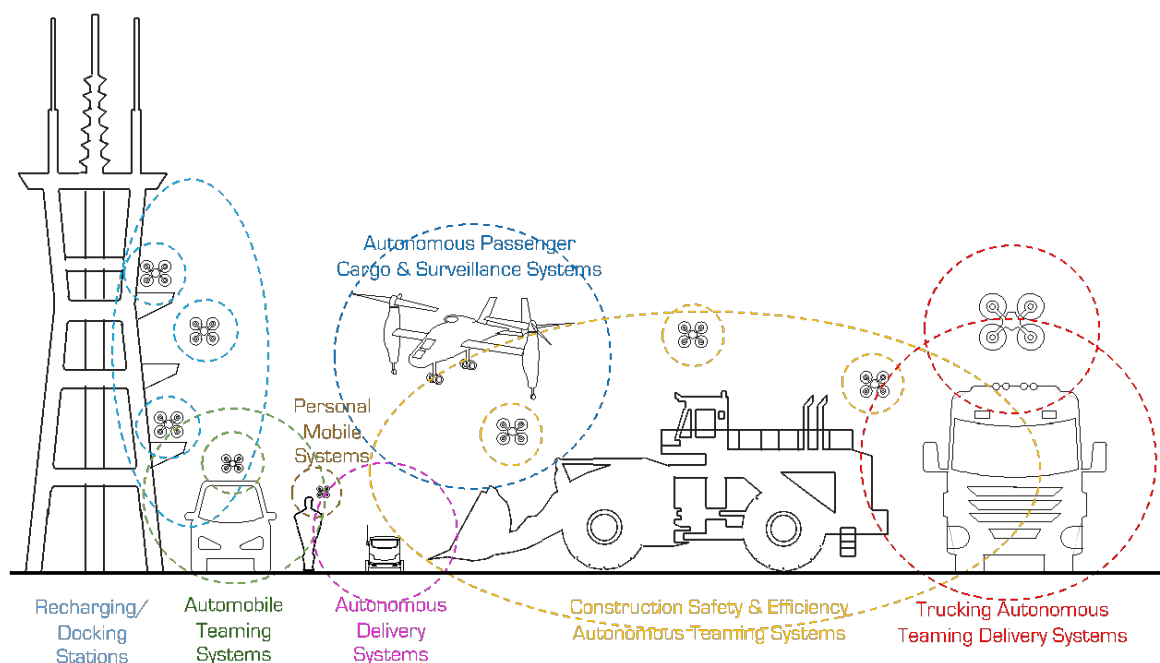 Autonomous Passenger
Cargo & Surveillance Systems
Personal
Mobile
Systems
Recharging/
Docking
Stations
Automobile
Teaming
Systems
Autonomous
Delivery
Systems
Construction Safety & Efficiency
Autonomous Teaming Systems
Trucking Autonomous
Teaming Delivery Systems